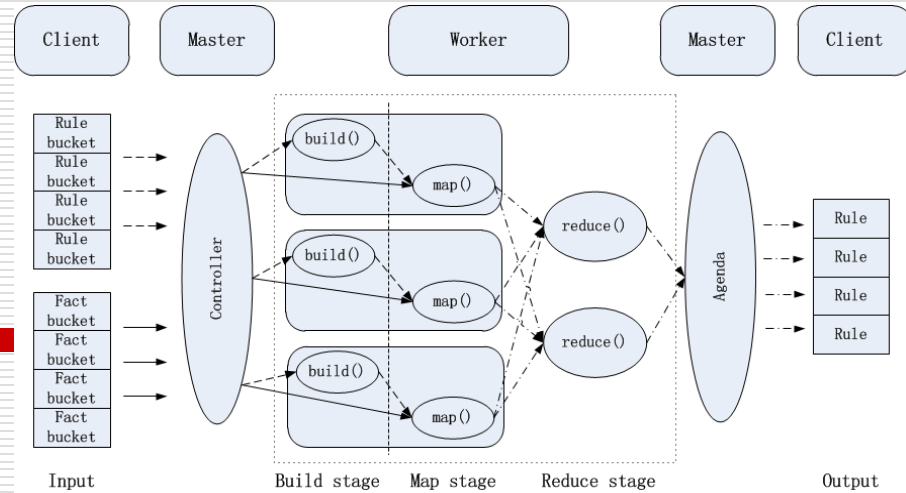 Client
Master
Worker
Master
Client
Rule
bucket
Rule
bucket
Rule
bucket
Rule
bucket
Fact
bucket
Fact
bucket
Fact
bucket
Fact
bucket
Controller
build()
map()
build()
map()
build()
map()
reduce()
reduce()
Agenda
Rule
Rule
Rule
Rule
Input
Build stage
Map stage
Reduce stage
Output